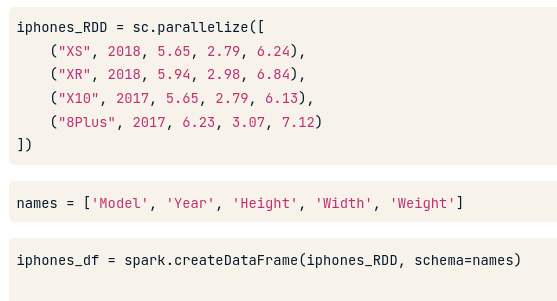 iphones_RDD = sc.parallelize([
    ("XS", 2018, 5.65, 2.79, 6.24),
    ("XR", 2018, 5.94, 2.98, 6.84),
    ("X10", 2017, 5.65, 2.79, 6.13),
    ("8Plus", 2017, 6.23, 3.07, 7.12)
])
names = ['Model', 'Year', 'Height', 'Width', 'Weight']
iphones_df = spark.createDataFrame(iphones_RDD, schema=names)